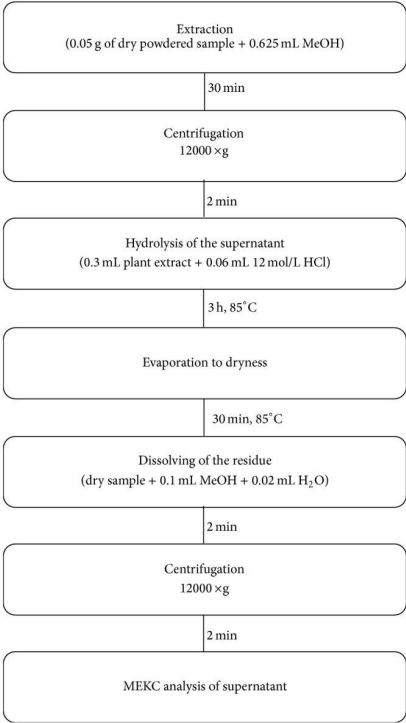 Extraction
(0.05 g of dry powdered sample + 0.625 mL MeOH)
30 min
Centrifugation
12000 ×g
2 min
Hydrolysis of the supernatant
(0.3 mL plant extract + 0.06 mL 12 mol/L HCl)
3 h, 85°C
Evaporation to dryness
30 min, 85°C
Dissolving of the residue
(dry sample + 0.1 mL MeOH + 0.02 mL H₂O)
2 min
Centrifugation
12000 ×g
2 min
MEKC analysis of supernatant